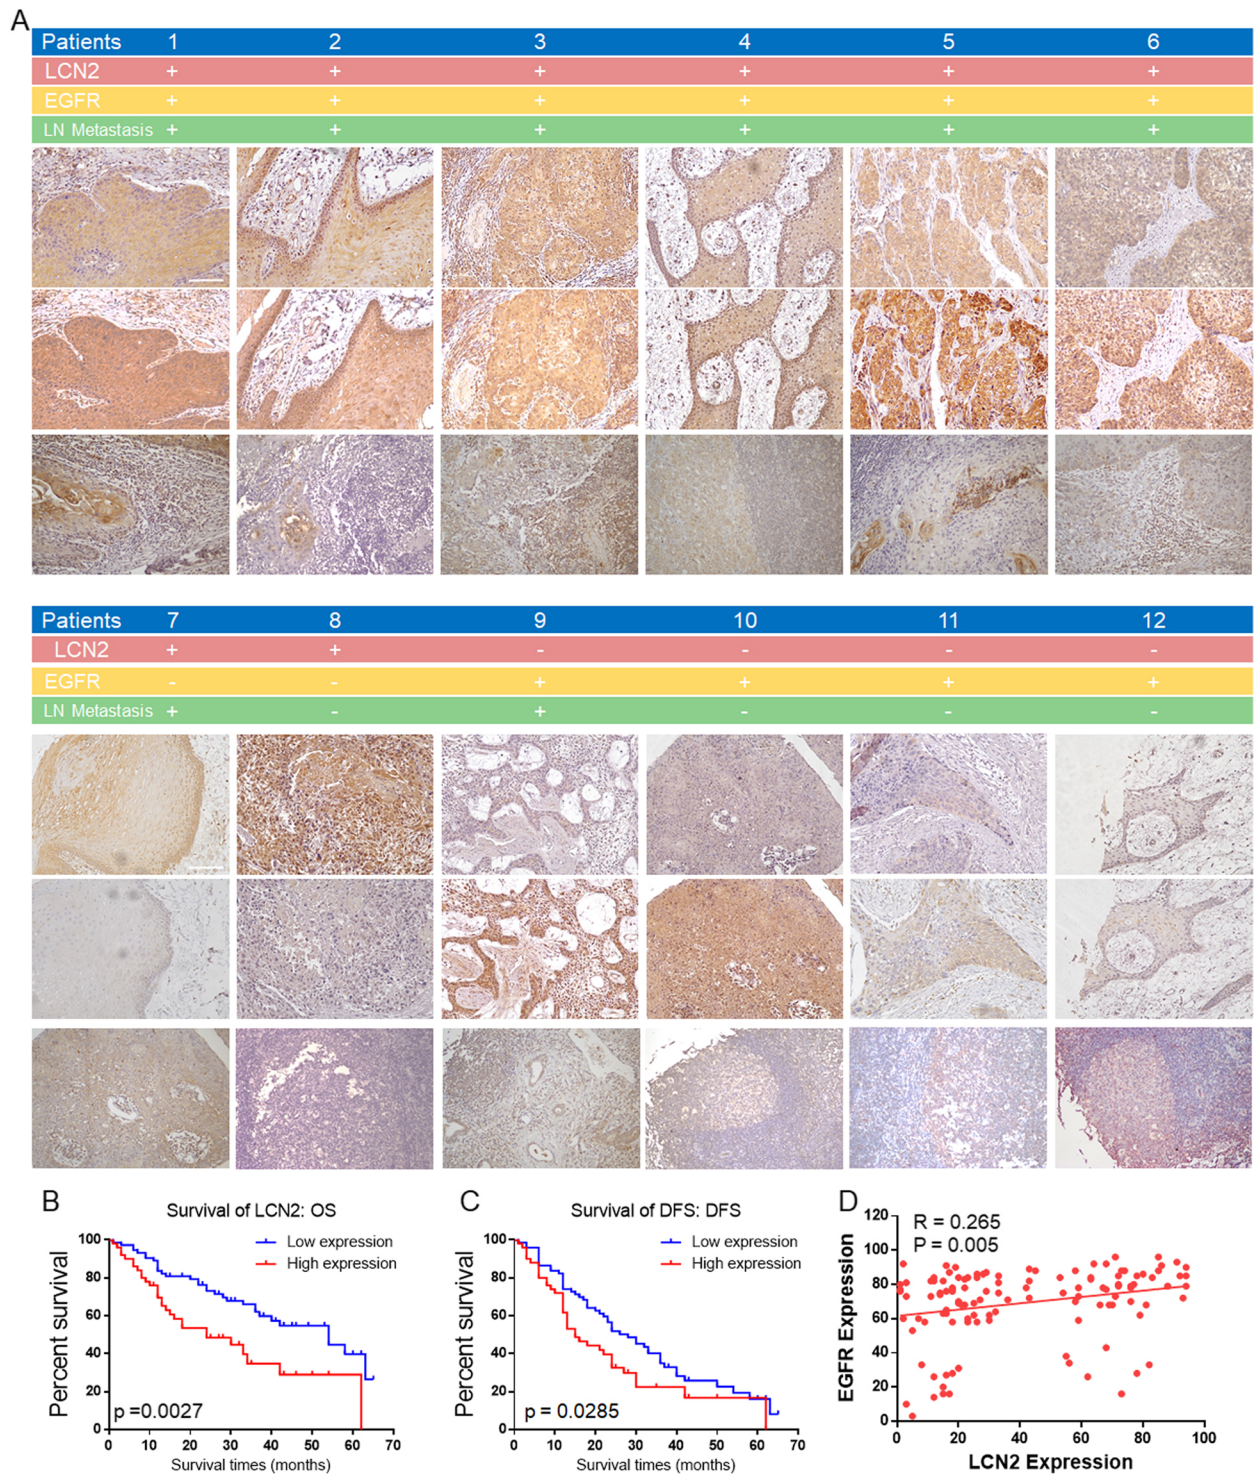 A
Patients 1 2 3 4 5 6
LCN2 + + + + + +
EGFR + + + + + +
LN Metastasis + + + + + +
Patients 7 8 9 10 11 12
LCN2 + + - - - -
EGFR - - + + + +
LN Metastasis + - + - - -
B
Survival of LCN2: OS
Low expression
High expression
Percent survival
100
80
60
40
20
0
p =0.0027
0 10 20 30 40 50 60 70
Survival times (months)
C
Survival of DFS: DFS
Low expression
High expression
Percent survival
100
80
60
40
20
0
p = 0.0285
0 10 20 30 40 50 60 70
Survival times (months)
D
R = 0.265
P = 0.005
EGFR Expression
120
100
80
60
40
20
0
0 20 40 60 80 100
LCN2 Expression